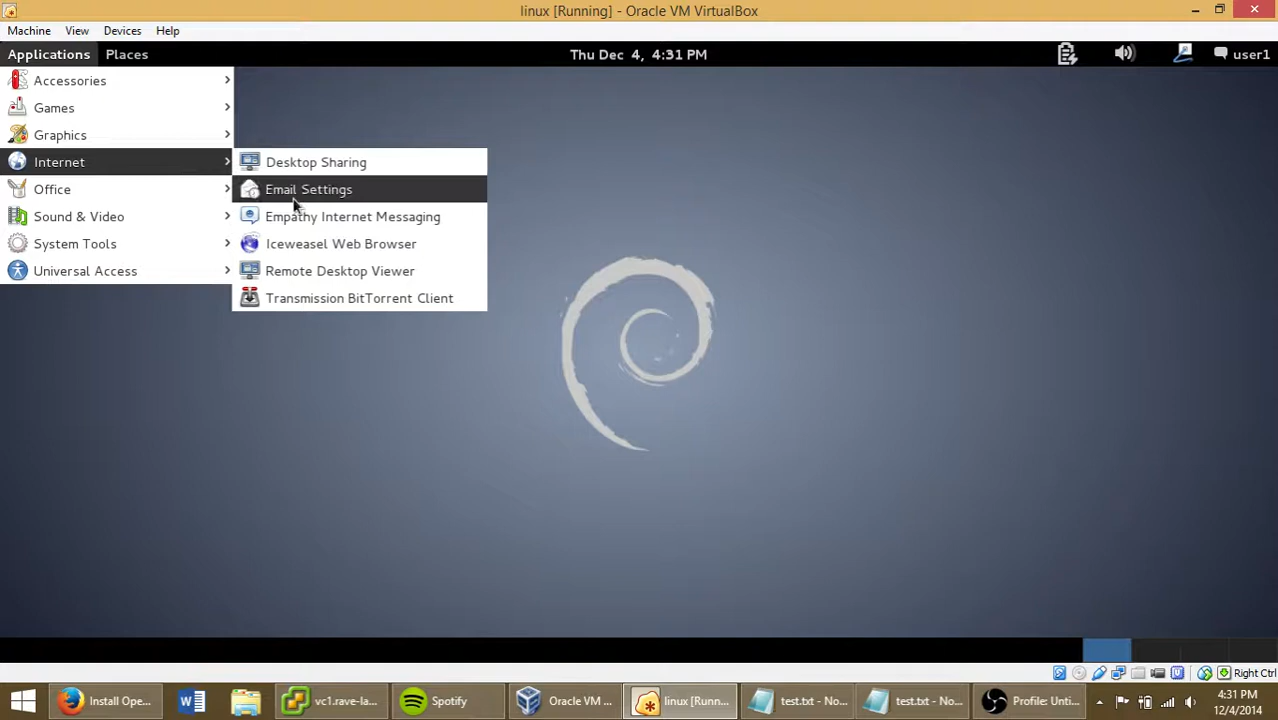 linux [Running] - Oracle VM VirtualBox
Machine View Devices Help
Applications Places Thu Dec 4, 4:31 PM user1
Accessories
Games
Graphics
Internet
Office
Sound & Video
System Tools
Universal Access
Desktop Sharing
Email Settings
Empathy Internet Messaging
Iceweasel Web Browser
Remote Desktop Viewer
Transmission BitTorrent Client
Right Ctrl
Install Ope... vc1.rave-la... Spotify Oracle VM ... linux [Runn... test.txt - No... test.txt - No... Profile: Unti... 4:31 PM
12/4/2014